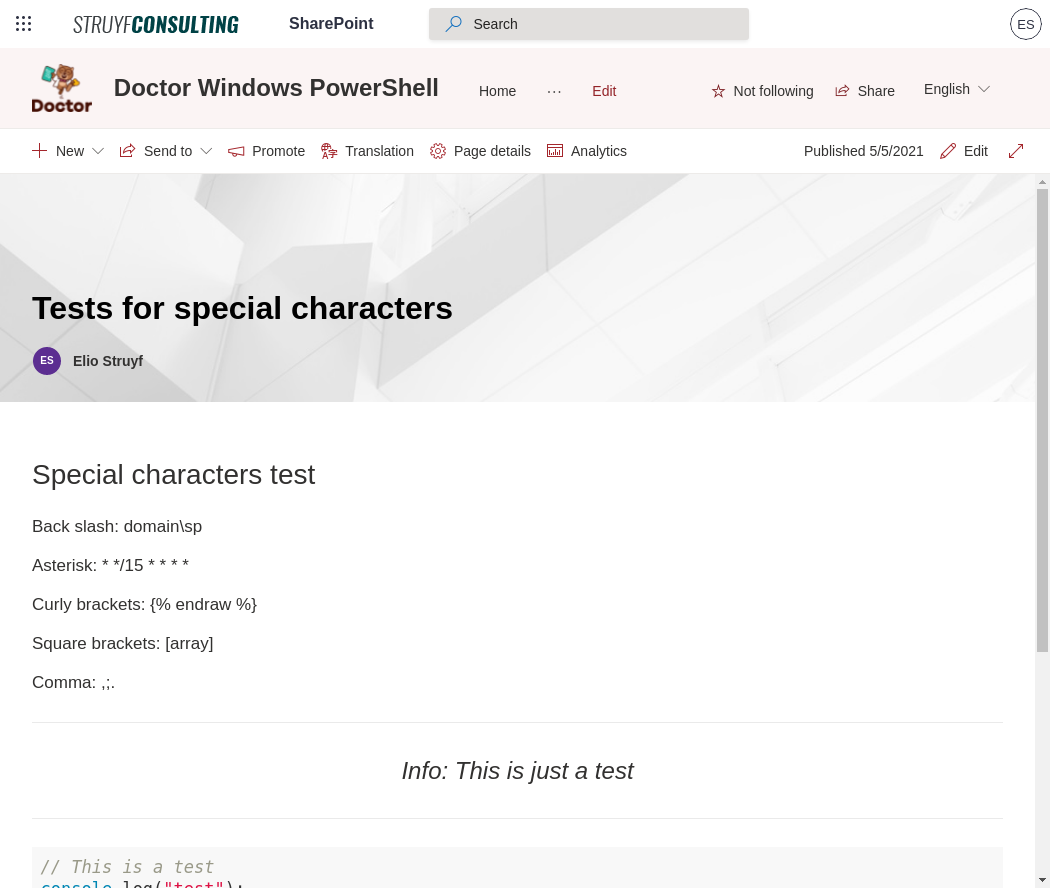 STRUYFCONSULTING SharePoint Search ES
Doctor Doctor Windows PowerShell Home ··· Edit Not following Share English
New Send to Promote Translation Page details Analytics Published 5/5/2021 Edit
Tests for special characters
ES Elio Struyf
Special characters test
Back slash: domain\sp
Asterisk: * */15 * * * *
Curly brackets: {% endraw %}
Square brackets: [array]
Comma: ,;.
Info: This is just a test
// This is a test
console.log("test");